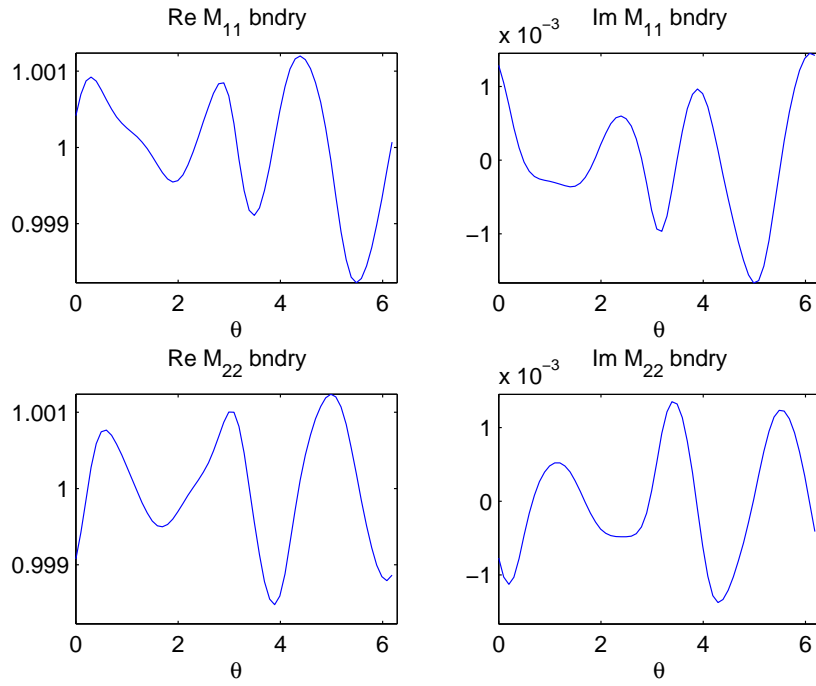 Re M11 bndry
1.001
1
0.999
0 2 4 6
θ
Im M11 bndry
x 10−3
1
0
−1
0 2 4 6
θ
Re M22 bndry
1.001
1
0.999
0 2 4 6
θ
Im M22 bndry
x 10−3
1
0
−1
0 2 4 6
θ